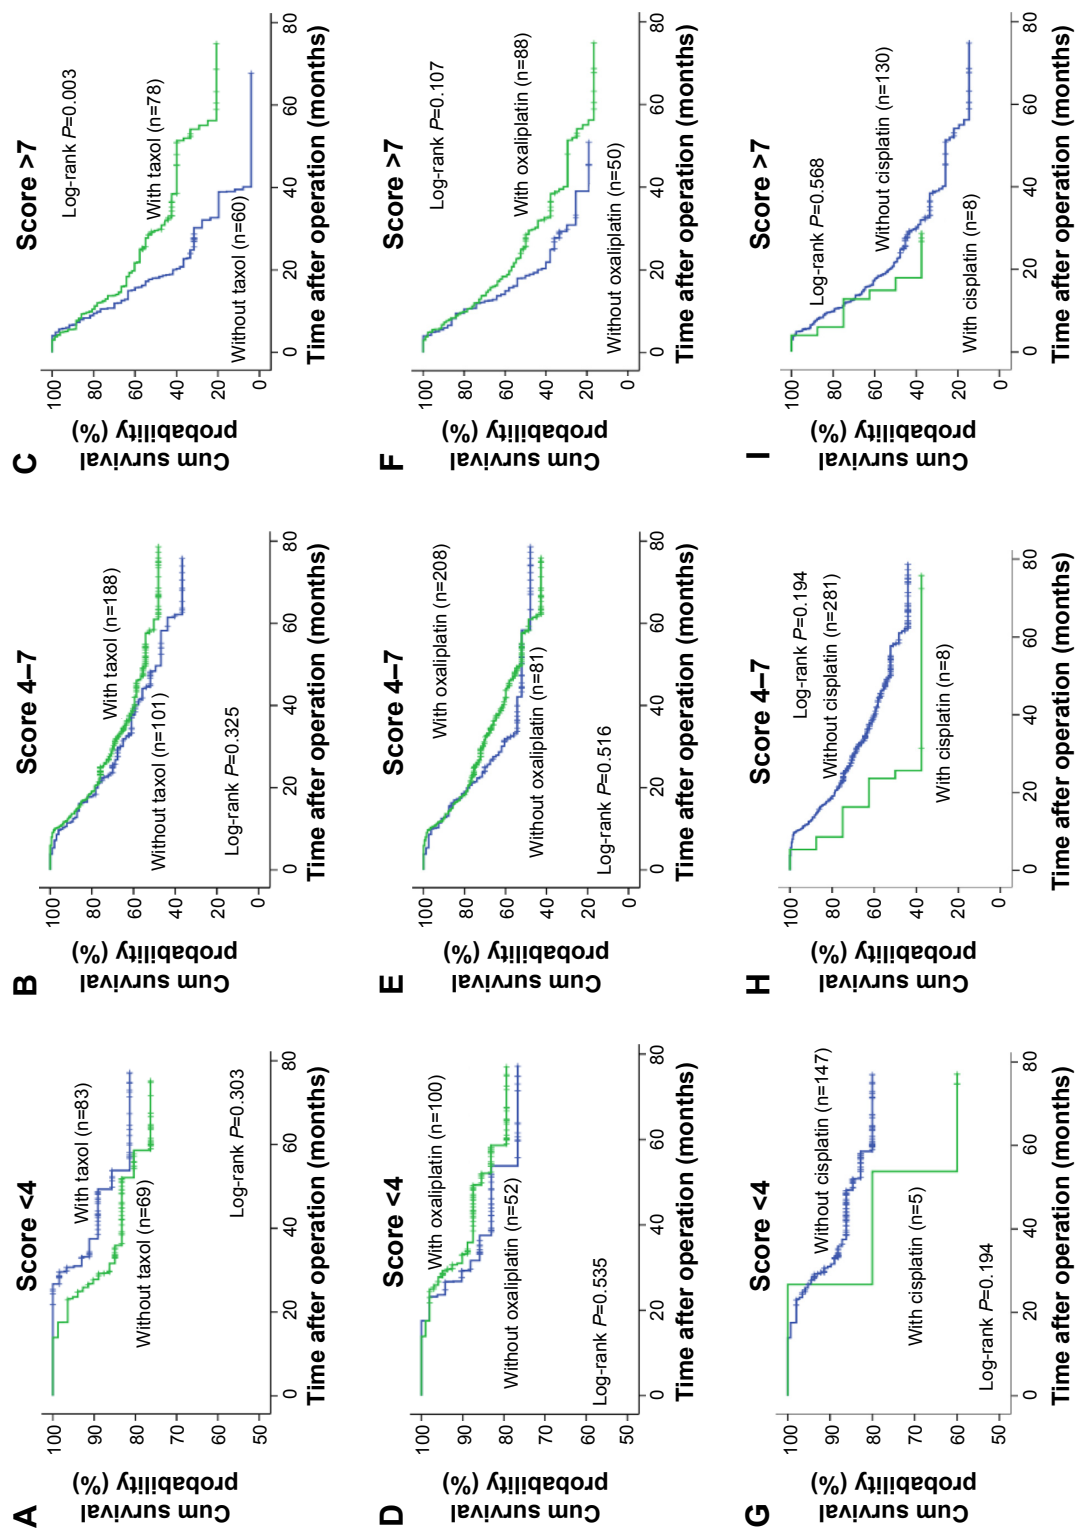 A
Score <4
Cum survival
probability (%)
100
90
80
70
60
50
With taxol (n=83)
Without taxol (n=69)
Log-rank P=0.303
0 20 40 60 80
Time after operation (months)
B
Score 4–7
Cum survival
probability (%)
100
80
60
40
20
0
With taxol (n=188)
Without taxol (n=101)
Log-rank P=0.325
0 20 40 60 80
Time after operation (months)
C
Score >7
Cum survival
probability (%)
100
80
60
40
20
0
Log-rank P=0.003
With taxol (n=78)
Without taxol (n=60)
0 20 40 60 80
Time after operation (months)
D
Score <4
Cum survival
probability (%)
100
90
80
70
60
50
With oxaliplatin (n=100)
Without oxaliplatin (n=52)
Log-rank P=0.535
0 20 40 60 80
Time after operation (months)
E
Score 4–7
Cum survival
probability (%)
100
80
60
40
20
0
With oxaliplatin (n=208)
Without oxaliplatin (n=81)
Log-rank P=0.516
0 20 40 60 80
Time after operation (months)
F
Score >7
Cum survival
probability (%)
100
80
60
40
20
0
Log-rank P=0.107
With oxaliplatin (n=88)
Without oxaliplatin (n=50)
0 20 40 60 80
Time after operation (months)
G
Score <4
Cum survival
probability (%)
100
90
80
70
60
50
Without cisplatin (n=147)
With cisplatin (n=5)
Log-rank P=0.194
0 20 40 60 80
Time after operation (months)
H
Score 4–7
Cum survival
probability (%)
100
80
60
40
20
0
Log-rank P=0.194
Without cisplatin (n=281)
With cisplatin (n=8)
0 20 40 60 80
Time after operation (months)
I
Score >7
Cum survival
probability (%)
100
80
60
40
20
0
Log-rank P=0.568
Without cisplatin (n=130)
With cisplatin (n=8)
0 20 40 60 80
Time after operation (months)